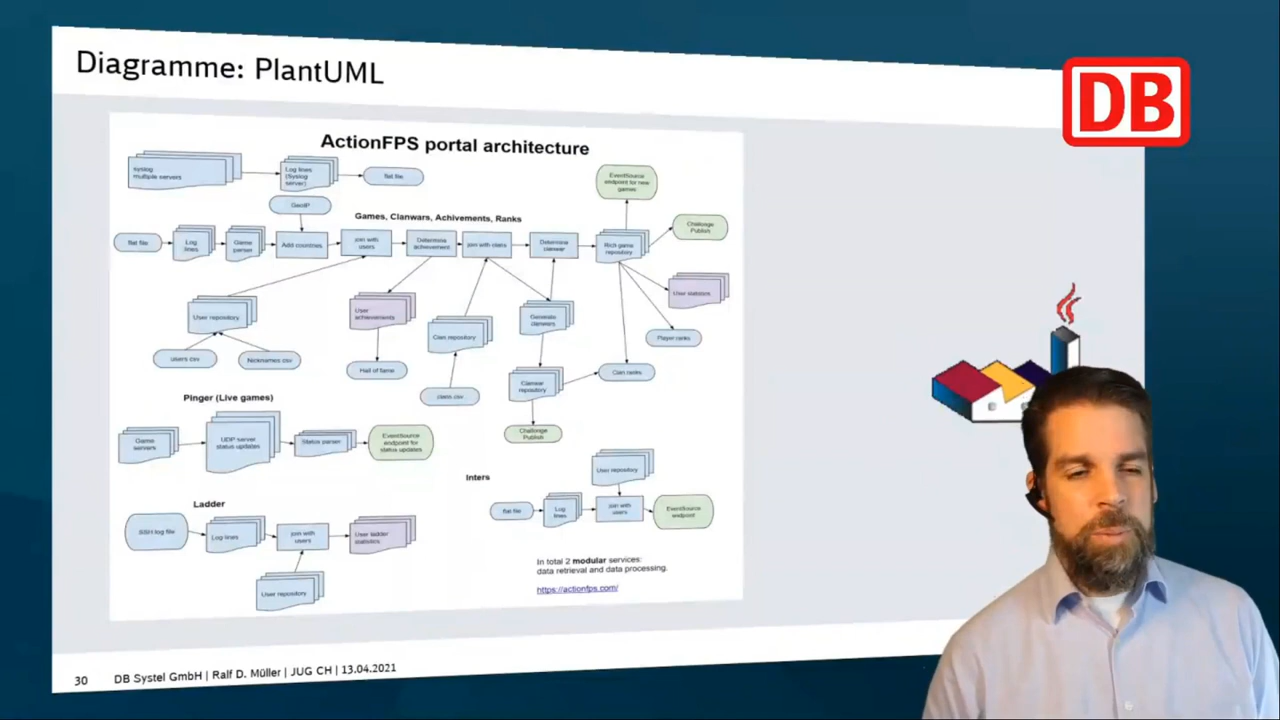 Diagramme: PlantUML
DB
ActionFPS portal architecture
syslog
multiple servers
Log lines
(Syslog
server)
flat file
GeoIP
EventSource
endpoint for new
games
Games, Clanwars, Achivements, Ranks
Challenge
Publish
flat file
Log
lines
Game
parser
Add countries
join with
users
Determine
achievement
join with clans
Determine
clanwar
Rich game
repository
User statistics
User repository
User
achievements
Clan repository
Generate
clanwars
Player ranks
users csv
Nicknames csv
Hall of fame
Clan ranks
Clanwar
repository
clans csv
Pinger (Live games)
Challenge
Publish
Game
servers
UDP server
status updates
Status parser
EventSource
endpoint for
status updates
Inters
User repository
flat file
Log
lines
join with
users
EventSource
endpoint
Ladder
SSH log file
Log lines
join with
users
User ladder
statistics
User repository
In total 2 modular services:
data retrieval and data processing.
https://actionfps.com/
30 DB Systel GmbH | Ralf D. Müller | JUG CH | 13.04.2021